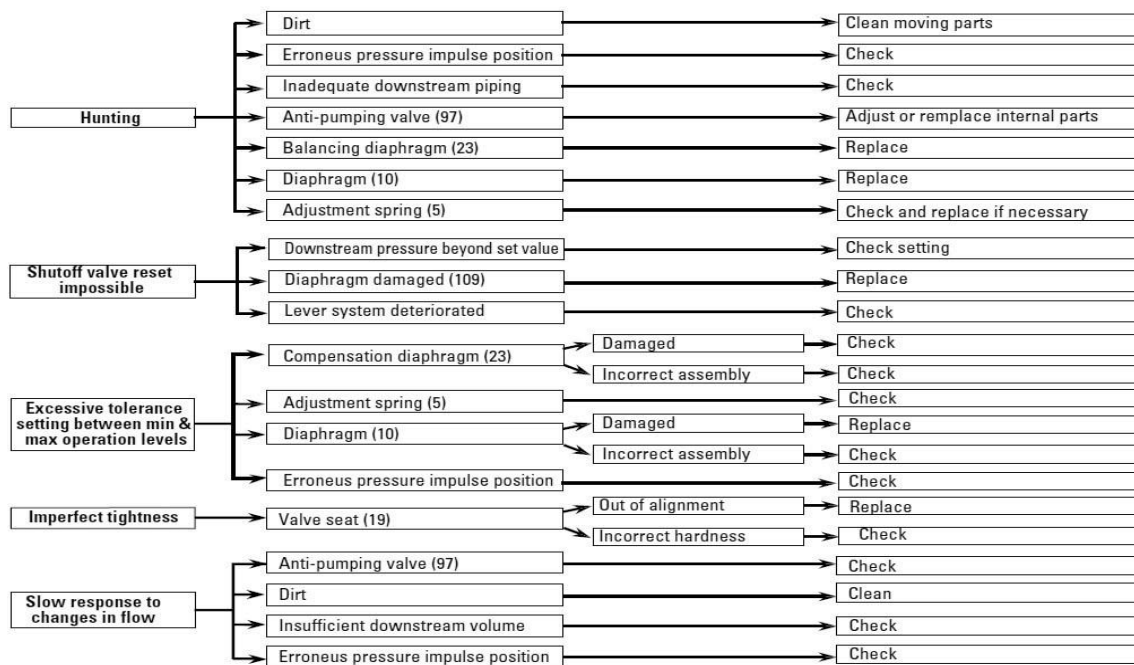 Hunting
Dirt
Clean moving parts
Erroneus pressure impulse position
Check
Inadequate downstream piping
Check
Anti-pumping valve (97)
Adjust or remplace internal parts
Balancing diaphragm (23)
Replace
Diaphragm (10)
Replace
Adjustment spring (5)
Check and replace if necessary
Shutoff valve reset
impossible
Downstream pressure beyond set value
Check setting
Diaphragm damaged (109)
Replace
Lever system deteriorated
Check
Excessive tolerance
setting between min &
max operation levels
Compensation diaphragm (23)
Damaged
Check
Incorrect assembly
Check
Adjustment spring (5)
Check
Diaphragm (10)
Damaged
Replace
Incorrect assembly
Check
Erroneus pressure impulse position
Check
Imperfect tightness
Valve seat (19)
Out of alignment
Replace
Incorrect hardness
Check
Slow response to
changes in flow
Anti-pumping valve (97)
Check
Dirt
Clean
Insufficient downstream volume
Check
Erroneus pressure impulse position
Check